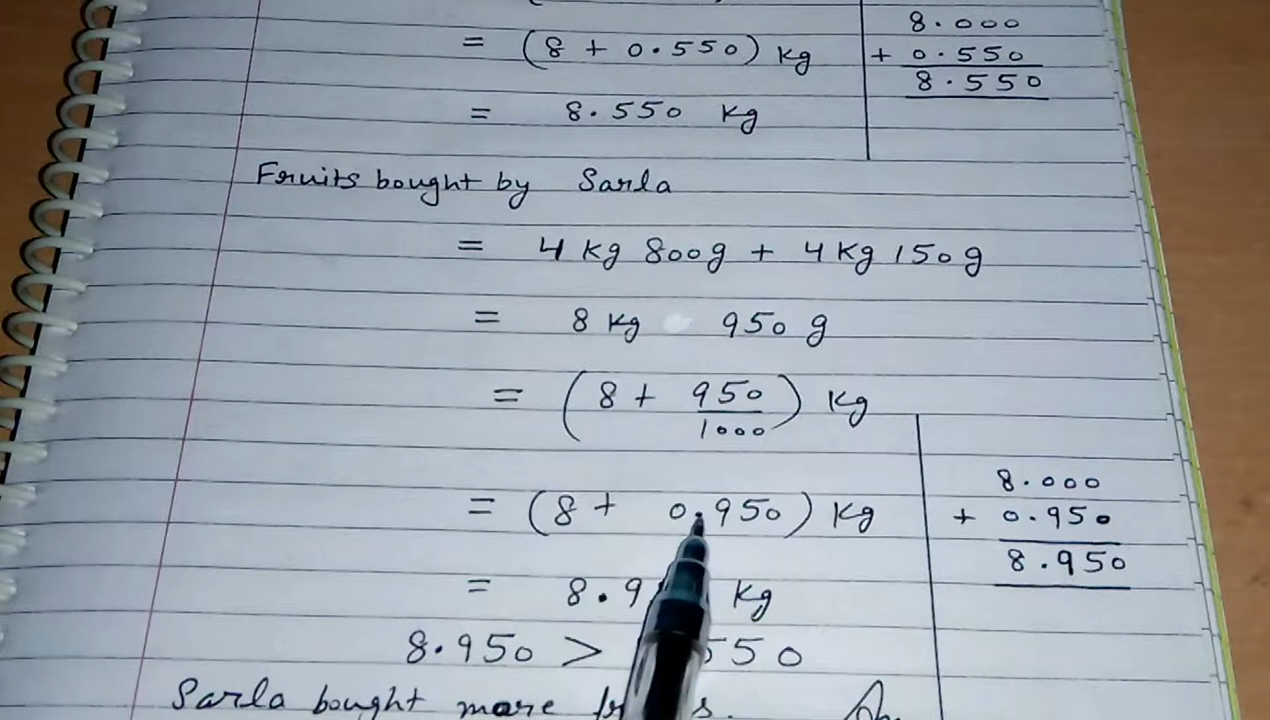 = (8 + 0.550) kg
8.000
+ 0.550
8.550
= 8.550 kg
Fruits bought by Sarla
= 4 kg 800g + 4 kg 150 g
= 8 kg 950 g
= (8 + 950/1000) kg
= (8 + 0.950) kg
8.000
+ 0.950
8.950
= 8.9 kg
8.950 > 550
Sarla bought more